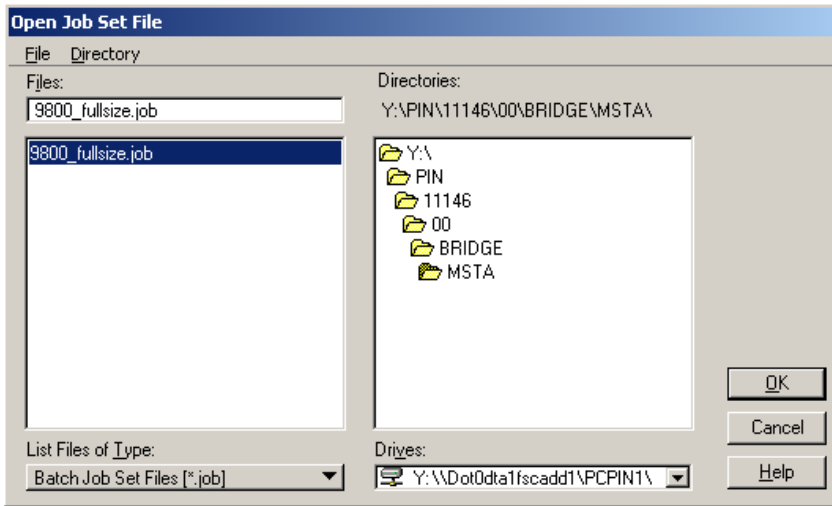 Open Job Set File
File Directory
Files:
9800_fullsize.job
9800_fullsize.job
List Files of Type:
Batch Job Set Files [*.job]
Directories:
Y:\PIN\11146\00\BRIDGE\MSTA\
Y:\
PIN
11146
00
BRIDGE
MSTA
Drives:
Y:\\Dot0dta1fscadd1\PCPIN1\
OK
Cancel
Help